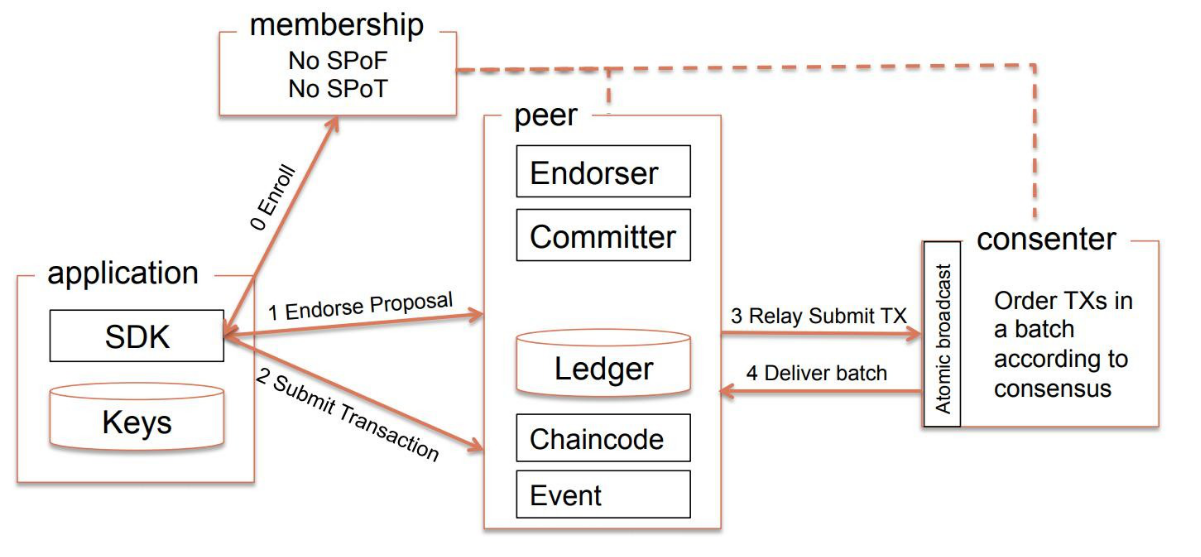 membership
No SPoF
No SPoT
0 Enroll
application
SDK
Keys
1 Endorse Proposal
2 Submit Transaction
peer
Endorser
Committer
Ledger
Chaincode
Event
3 Relay Submit TX
4 Deliver batch
consenter
Atomic broadcast
Order TXs in
a batch
according to
consensus